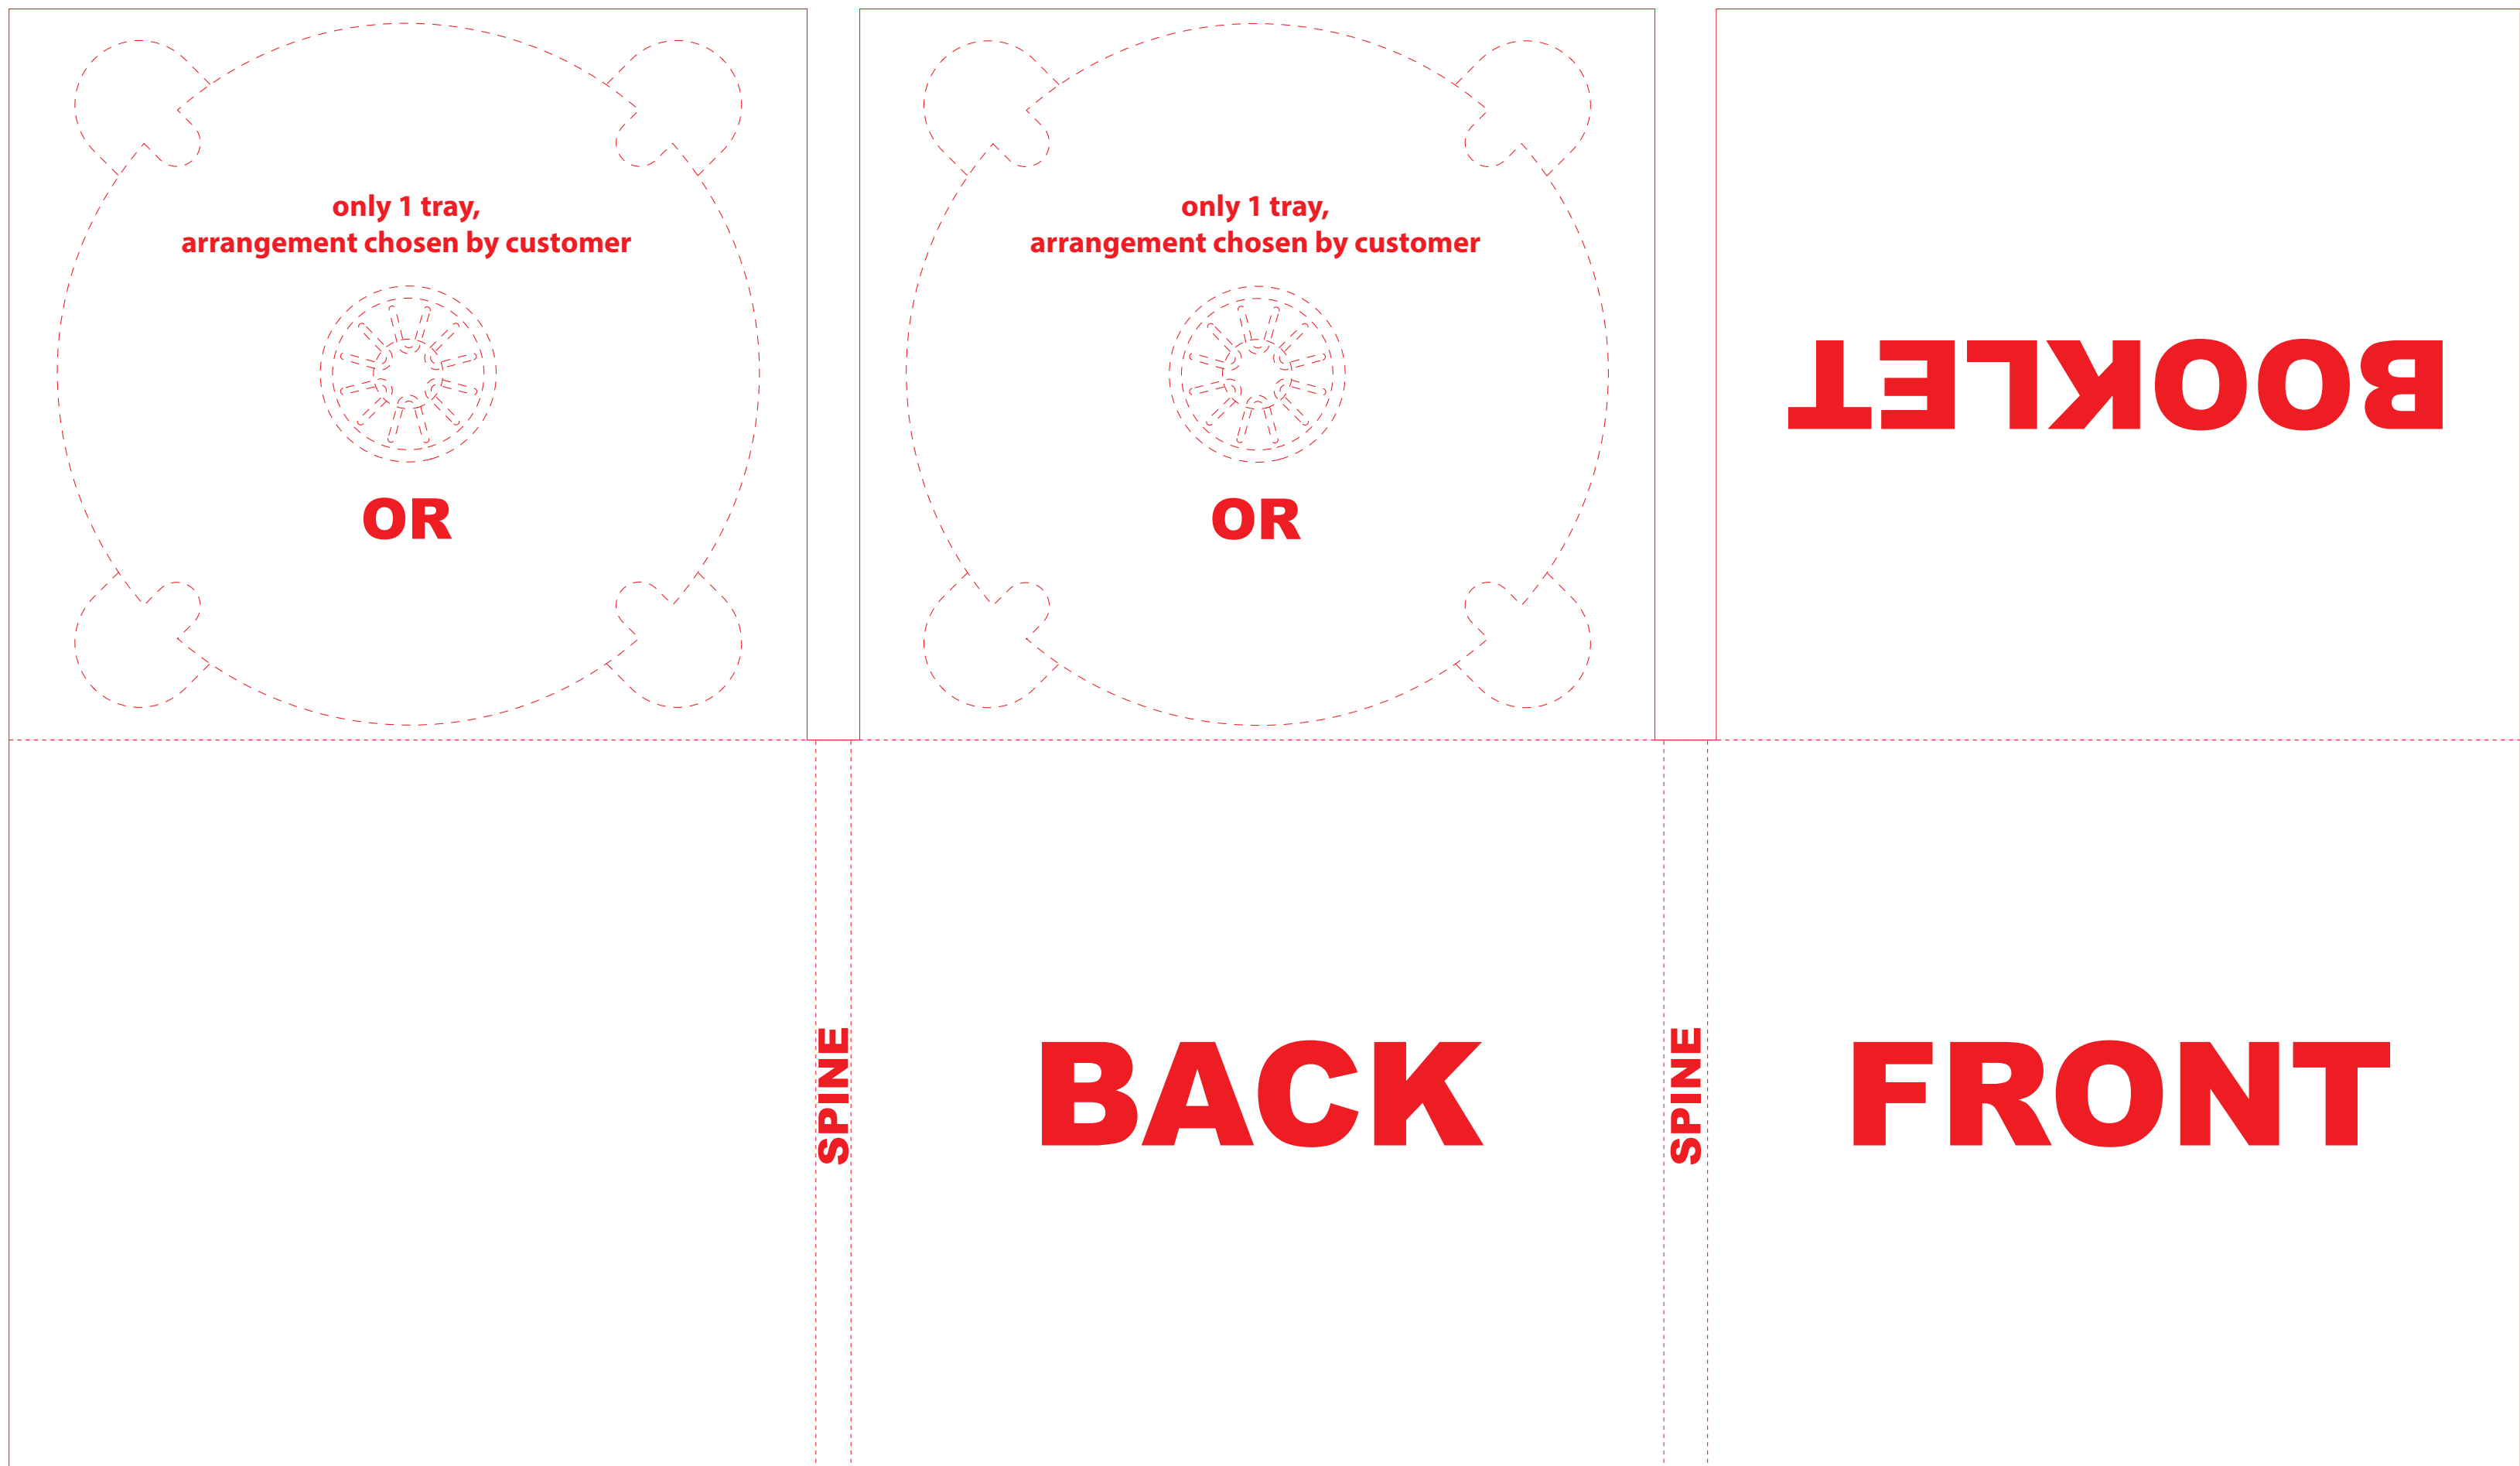 only 1 tray,
arrangement chosen by customer
OR
only 1 tray,
arrangement chosen by customer
OR
BOOKLET
SPINE
BACK
SPINE
FRONT